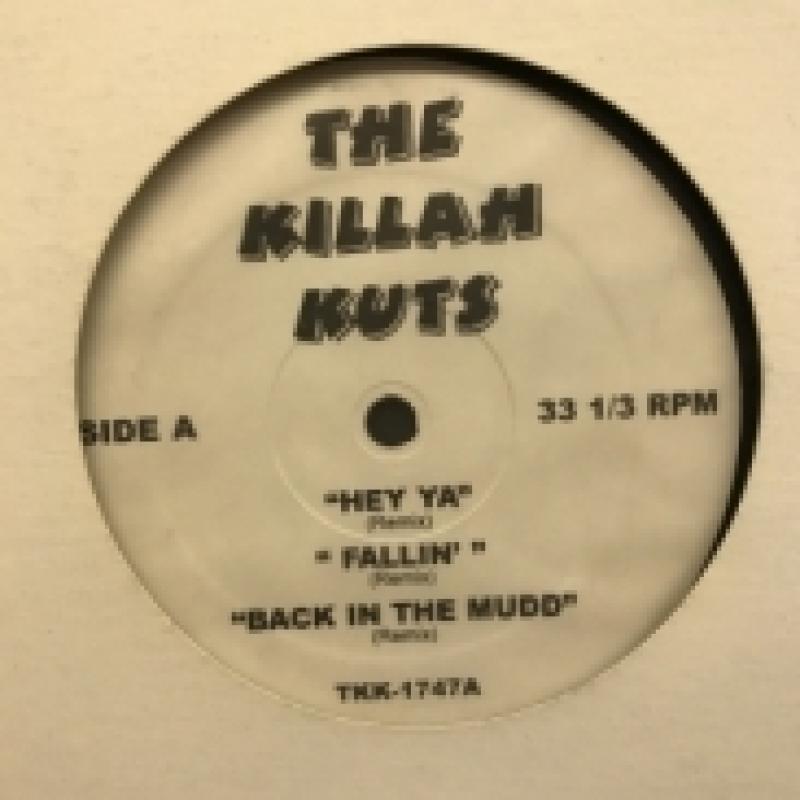 THE
KILLAH
KUTS
SIDE A
33 1/3 RPM
"HEY YA"
(Remix)
" FALLIN' "
(Remix)
"BACK IN THE MUDD"
(Remix)
TKK-1747A